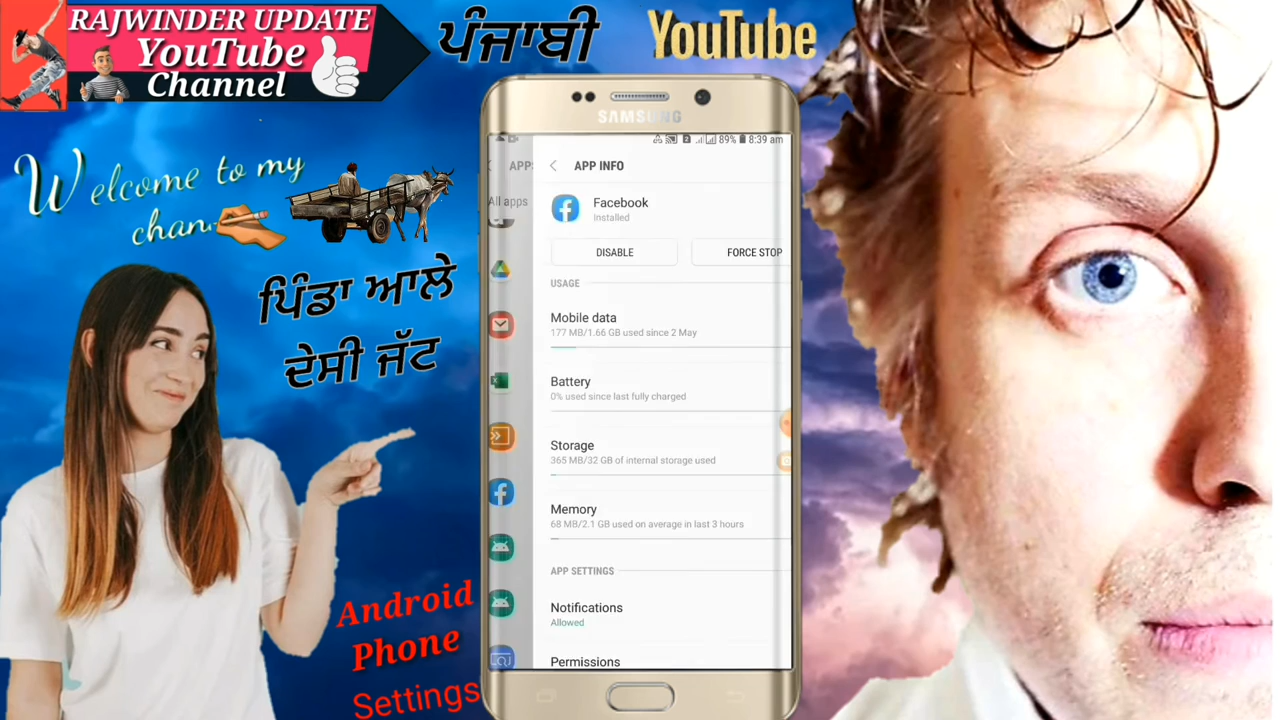 RAJWINDER UPDATE
YouTube
Channel
ਪੰਜਾਬੀ
YouTube
Welcome to my
chan
ਪਿੰਡਾ ਆਲੇ
ਦੇਸੀ ਜੱਟ
Android
Phone
Settings
SAMSUNG
2
89%
8:39 am
APPS
APP INFO
All apps
Facebook
Installed
DISABLE
FORCE STOP
USAGE
Mobile data
177 MB/1.66 GB used since 2 May
Battery
0% used since last fully charged
Storage
365 MB/32 GB of internal storage used
Memory
68 MB/2.1 GB used on average in last 3 hours
APP SETTINGS
Notifications
Allowed
Permissions